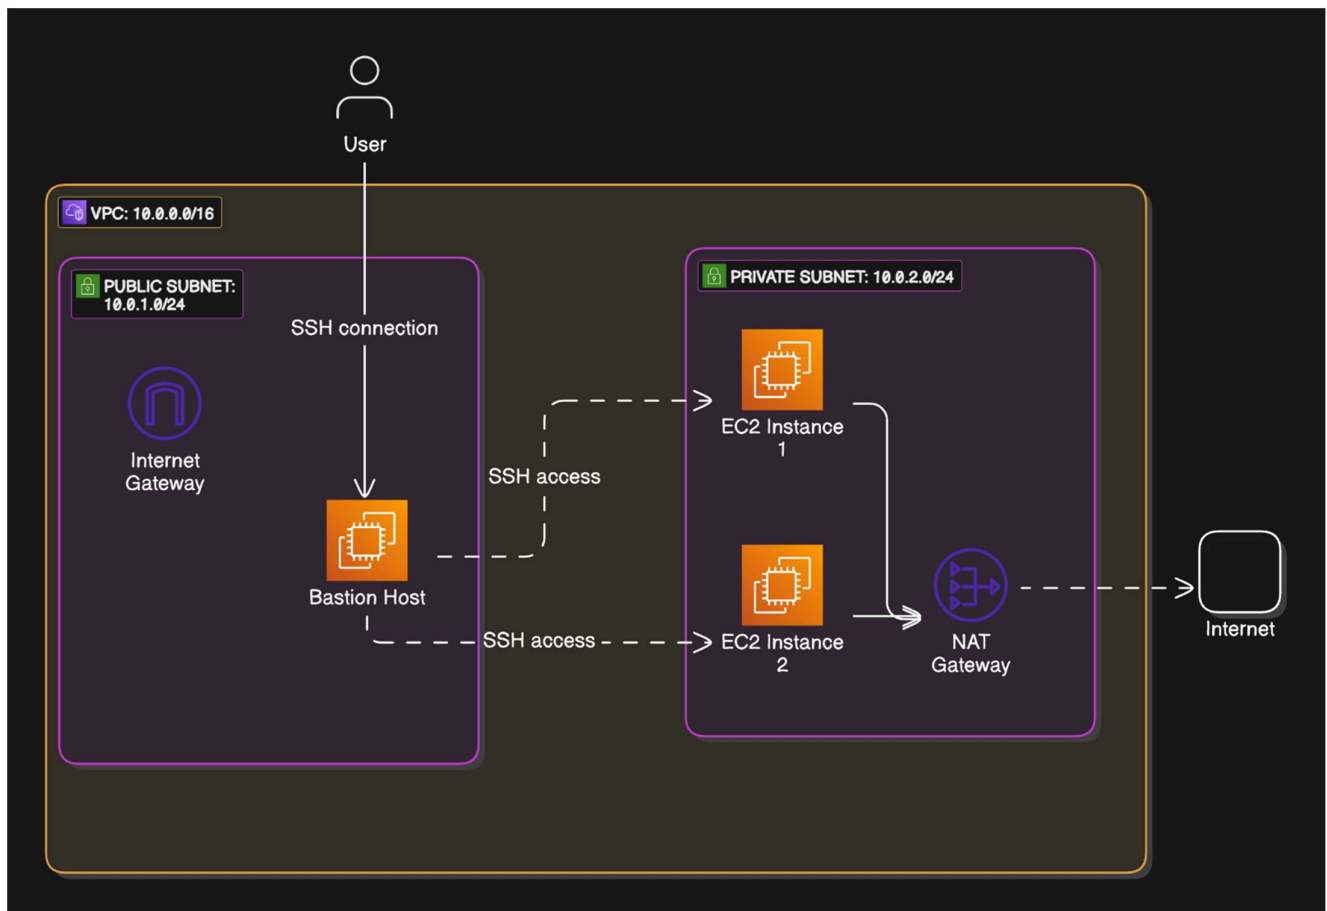 User
VPC: 10.0.0.0/16
PUBLIC SUBNET:
10.0.1.0/24
PRIVATE SUBNET: 10.0.2.0/24
SSH connection
Internet
Gateway
EC2 Instance
1
SSH access
Bastion Host
SSH access
EC2 Instance
2
NAT
Gateway
Internet